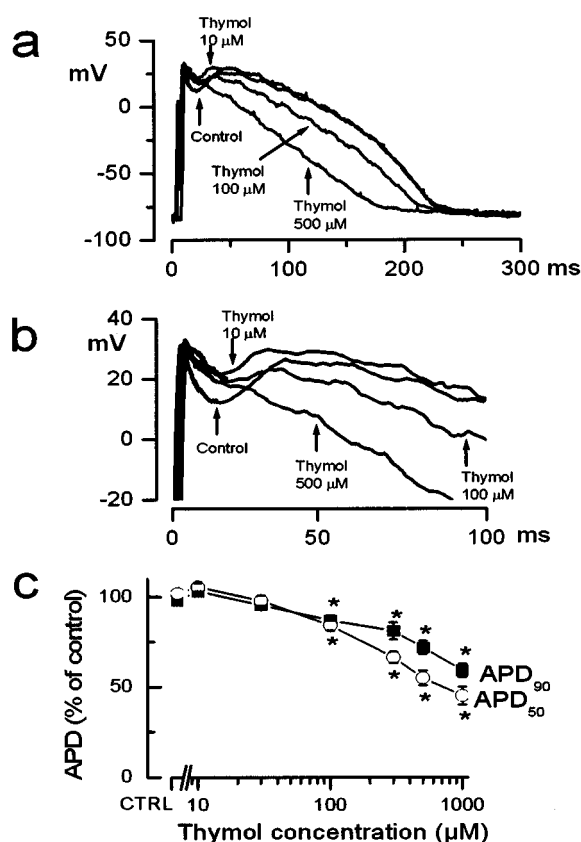 a
mV
0
-50
-100
Thymol
10 µM
Control
Thymol
100 µM
Thymol
500 µM
0 100 200 300 ms
b
mV
40
20
0
-20
Thymol
10 µM
Control
Thymol
500 µM
Thymol
100 µM
0 50 100 ms
c
APD (% of control)
100
50
0
* * * *
* * * *
APD90
APD50
CTRL 10 100 1000
Thymol concentration (µM)